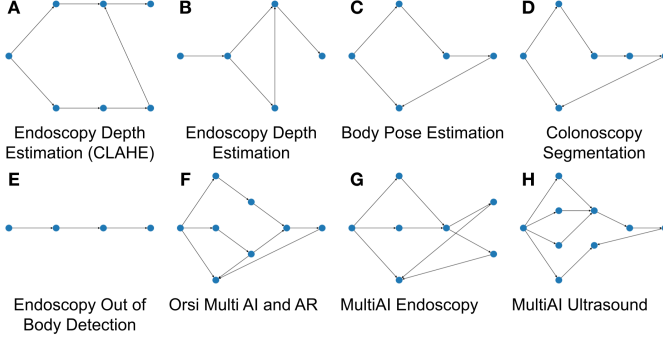 A
B
C
D
Endoscopy Depth
Estimation (CLAHE)
Endoscopy Depth
Estimation
Body Pose Estimation
Colonoscopy
Segmentation
E
F
G
H
Endoscopy Out of
Body Detection
Orsi Multi AI and AR
MultiAI Endoscopy
MultiAI Ultrasound